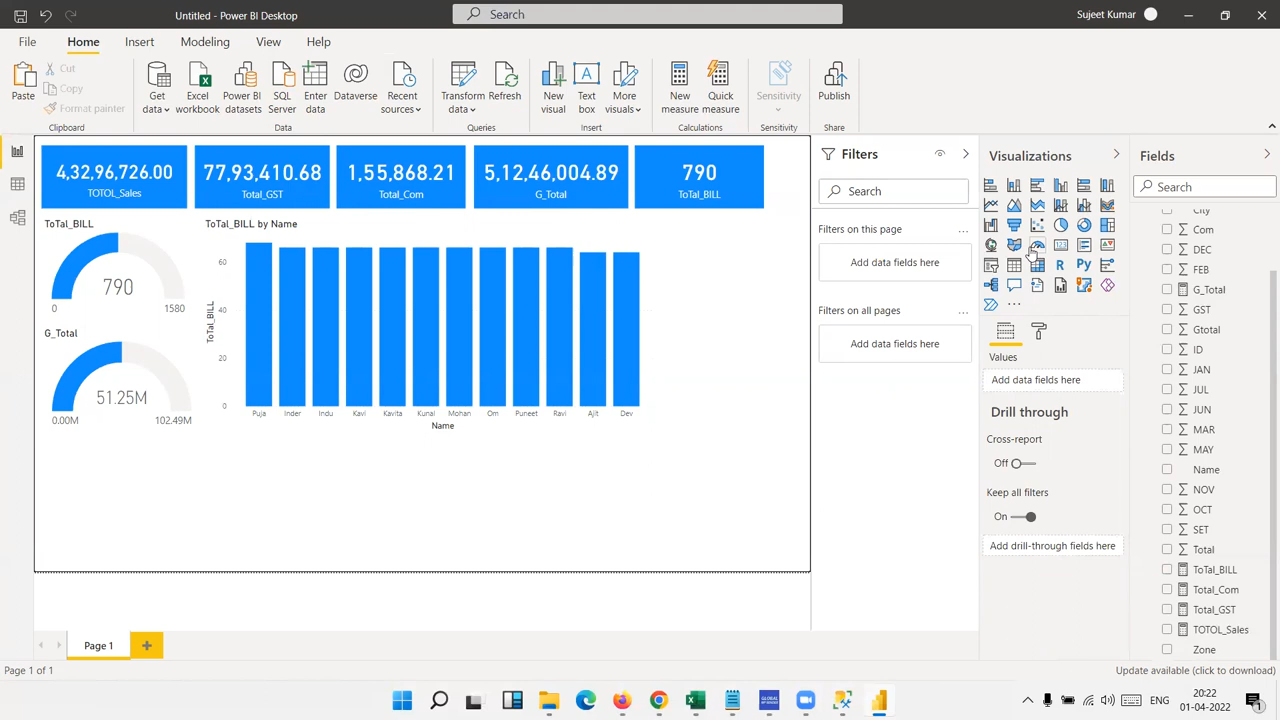 Untitled - Power BI Desktop
Search
Sujeet Kumar
File
Home
Insert
Modeling
View
Help
Paste
Cut
Copy
Format painter
Clipboard
Get data
Excel workbook
Power BI datasets
SQL Server
Enter data
Dataverse
Recent sources
Data
Transform data
Refresh
Queries
New visual
Text box
More visuals
Insert
New measure
Quick measure
Calculations
Sensitivity
Sensitivity
Publish
Share
4,32,96,726.00
TOTOL_Sales
77,93,410.68
Total_GST
1,55,868.21
Total_Com
5,12,46,004.89
G_Total
790
ToTal_BILL
ToTal_BILL
790
0
1580
G_Total
51.25M
0.00M
102.49M
ToTal_BILL by Name
ToTal_BILL
60
40
20
0
Puja
Inder
Indu
Kavi
Kavita
Kunal
Mohan
Om
Puneet
Ravi
Ajit
Dev
Name
Filters
Search
Filters on this page
Add data fields here
Filters on all pages
Add data fields here
Visualizations
R
Py
123
Values
Add data fields here
Drill through
Cross-report
Off
Keep all filters
On
Add drill-through fields here
Fields
Search
City
Com
DEC
FEB
G_Total
GST
Gtotal
ID
JAN
JUL
JUN
MAR
MAY
Name
NOV
OCT
SET
Total
ToTal_BILL
Total_Com
Total_GST
TOTOL_Sales
Zone
Page 1
Page 1 of 1
Update available (click to download)
ENG
20:22
01-04-2022